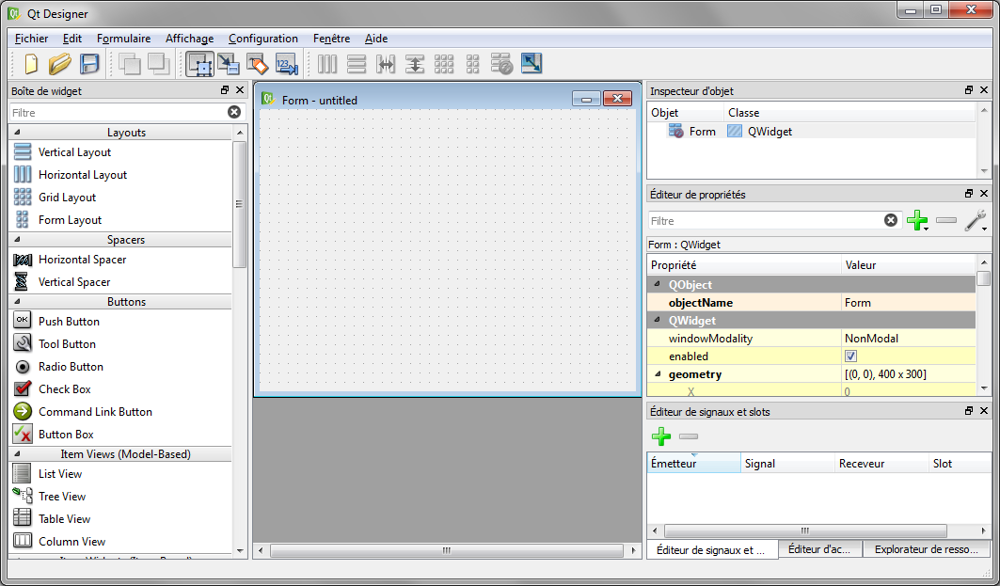 Qt Designer
Fichier Edit Formulaire Affichage Configuration Fenêtre Aide
Boîte de widget
Filtre
Layouts
Vertical Layout
Horizontal Layout
Grid Layout
Form Layout
Spacers
Horizontal Spacer
Vertical Spacer
Buttons
OK
Push Button
Tool Button
Radio Button
Check Box
Command Link Button
Button Box
Item Views (Model-Based)
List View
Tree View
Table View
Column View
Form - untitled
Inspecteur d'objet
Objet Classe
Form QWidget
Éditeur de propriétés
Filtre
Form : QWidget
Propriété Valeur
QObject
objectName Form
QWidget
windowModality NonModal
enabled
geometry [(0, 0), 400 x 300]
X 0
Éditeur de signaux et slots
Émetteur Signal Receveur Slot
Éditeur de signaux et ... Éditeur d'ac... Explorateur de resso...